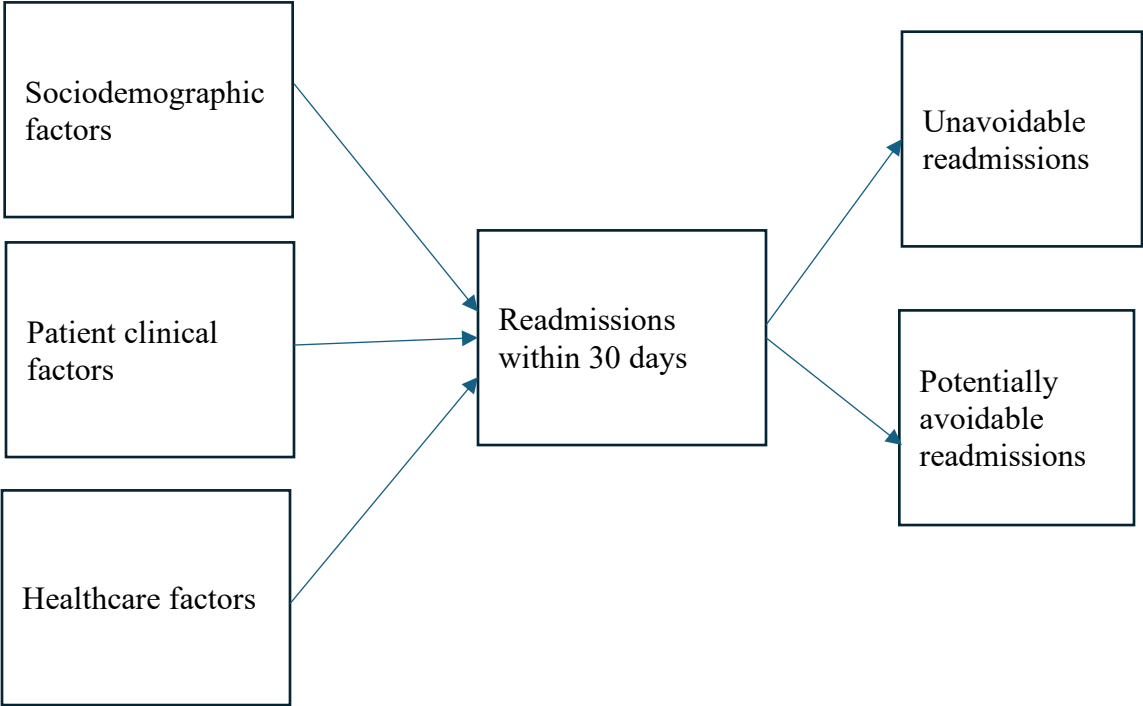 Sociodemographic
factors
Patient clinical
factors
Healthcare factors
Readmissions
within 30 days
Unavoidable
readmissions
Potentially
avoidable
readmissions